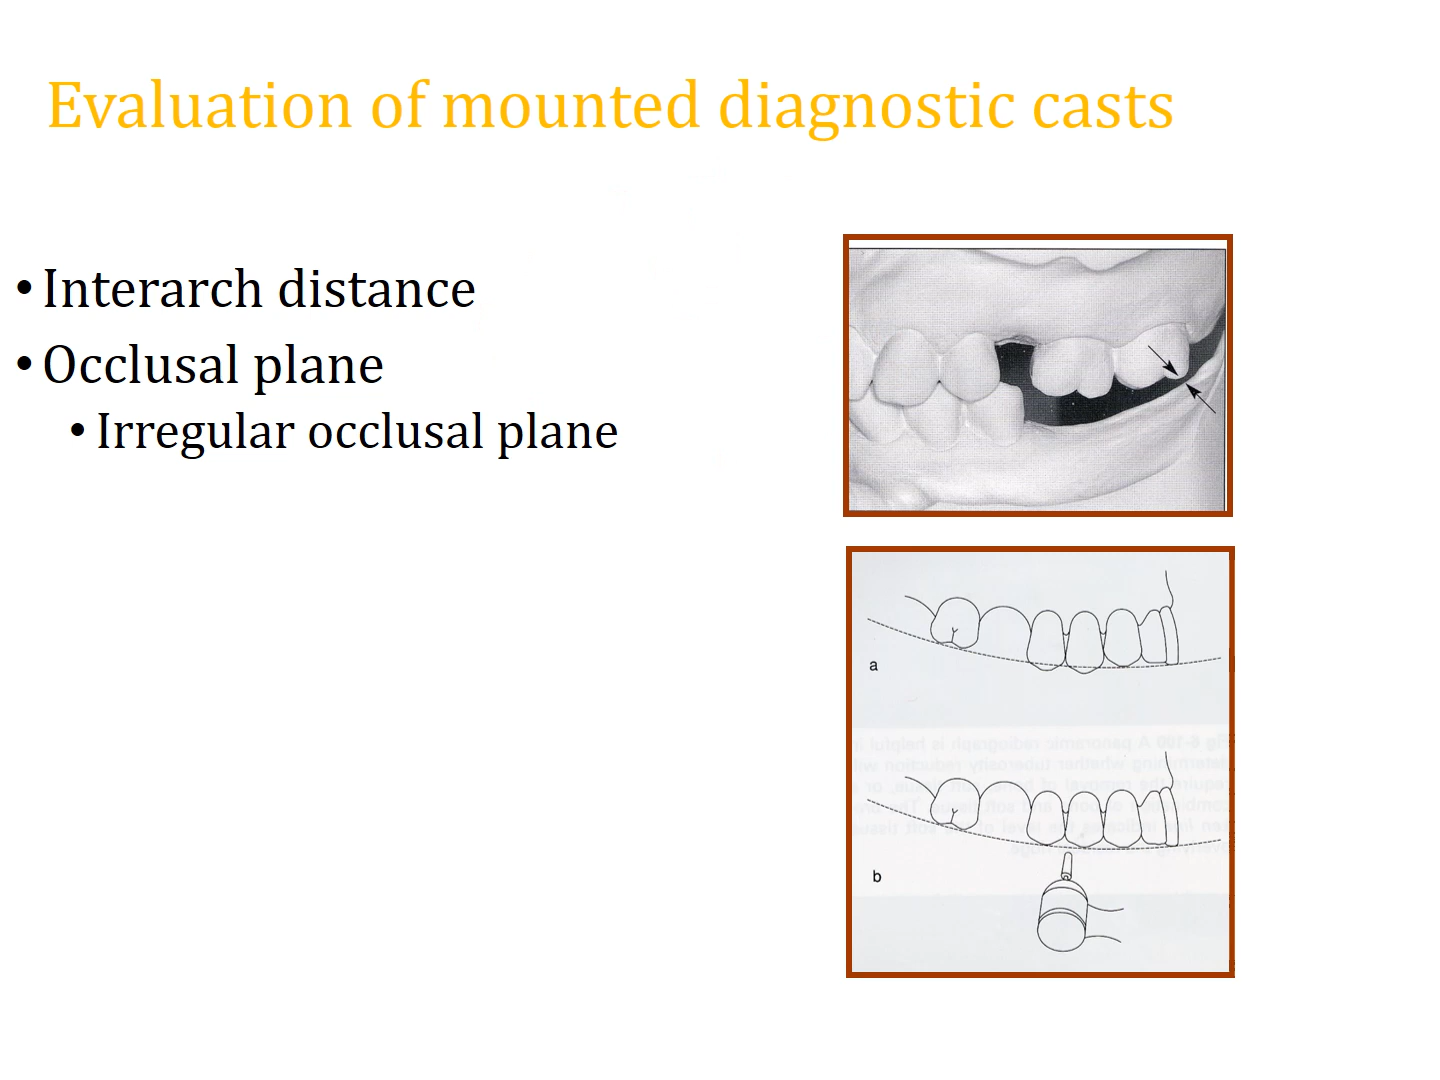 Evaluation of mounted diagnostic casts
• Interarch distance
• Occlusal plane
• Irregular occlusal plane
a
b